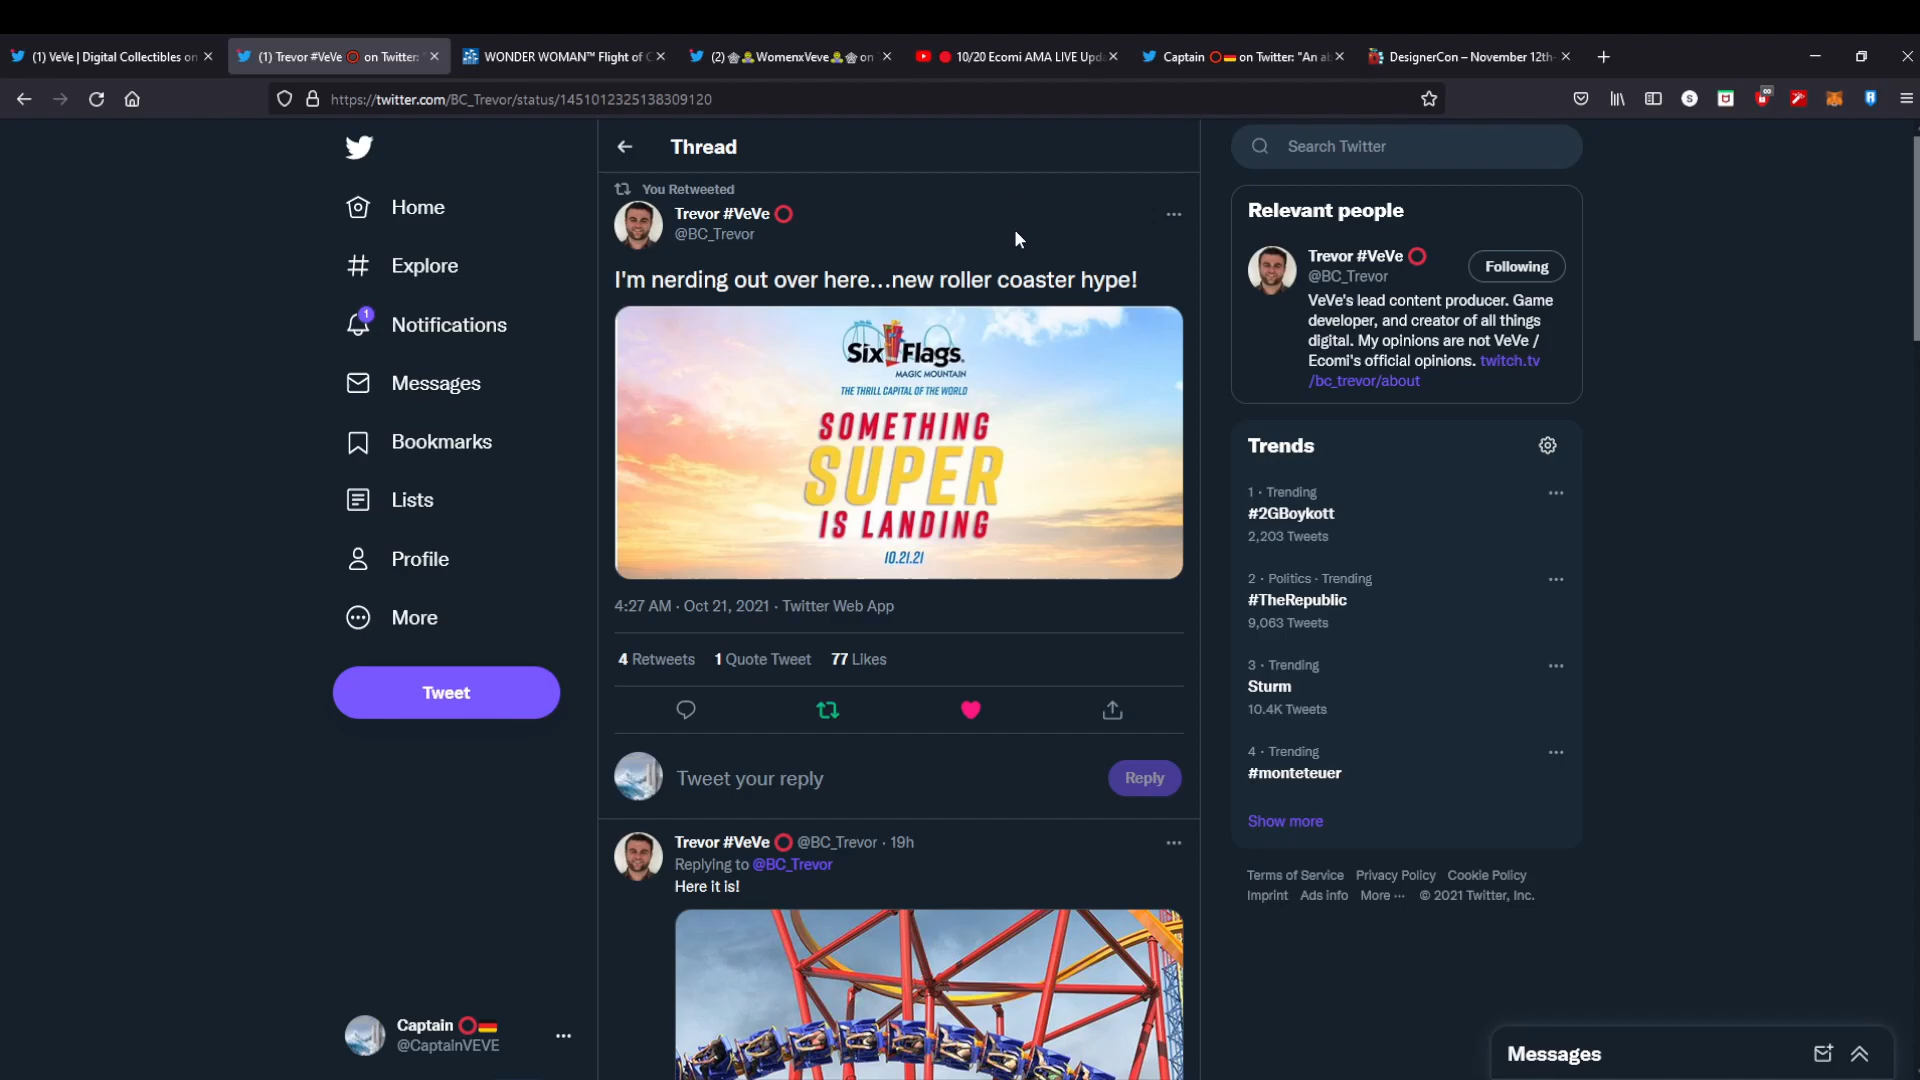 (1) VeVe | Digital Collectibles on
(1) Trevor #VeVe on Twitter:
WONDER WOMAN™ Flight of C
(2) WomenxVeve on
10/20 Ecomi AMA LIVE Upda
Captain on Twitter: "An ab
DesignerCon – November 12th-
https://twitter.com/BC_Trevor/status/1451012325138309120
Home
Explore
1
Notifications
Messages
Bookmarks
Lists
Profile
More
Tweet
Captain
@CaptainVEVE
Thread
You Retweeted
Trevor #VeVe
@BC_Trevor
I'm nerding out over here...new roller coaster hype!
Six Flags
MAGIC MOUNTAIN
THE THRILL CAPITAL OF THE WORLD
SOMETHING
SUPER
IS LANDING
10.21.21
4:27 AM · Oct 21, 2021 · Twitter Web App
4 Retweets 1 Quote Tweet 77 Likes
Tweet your reply
Reply
Trevor #VeVe @BC_Trevor · 19h
Replying to @BC_Trevor
Here it is!
Search Twitter
Relevant people
Trevor #VeVe
@BC_Trevor
Following
VeVe's lead content producer. Game
developer, and creator of all things
digital. My opinions are not VeVe /
Ecomi's official opinions. twitch.tv
/bc_trevor/about
Trends
1 · Trending
#2GBoykott
2,203 Tweets
2 · Politics · Trending
#TheRepublic
9,063 Tweets
3 · Trending
Sturm
10.4K Tweets
4 · Trending
#monteteuer
Show more
Terms of Service Privacy Policy Cookie Policy
Imprint Ads info More ··· © 2021 Twitter, Inc.
Messages